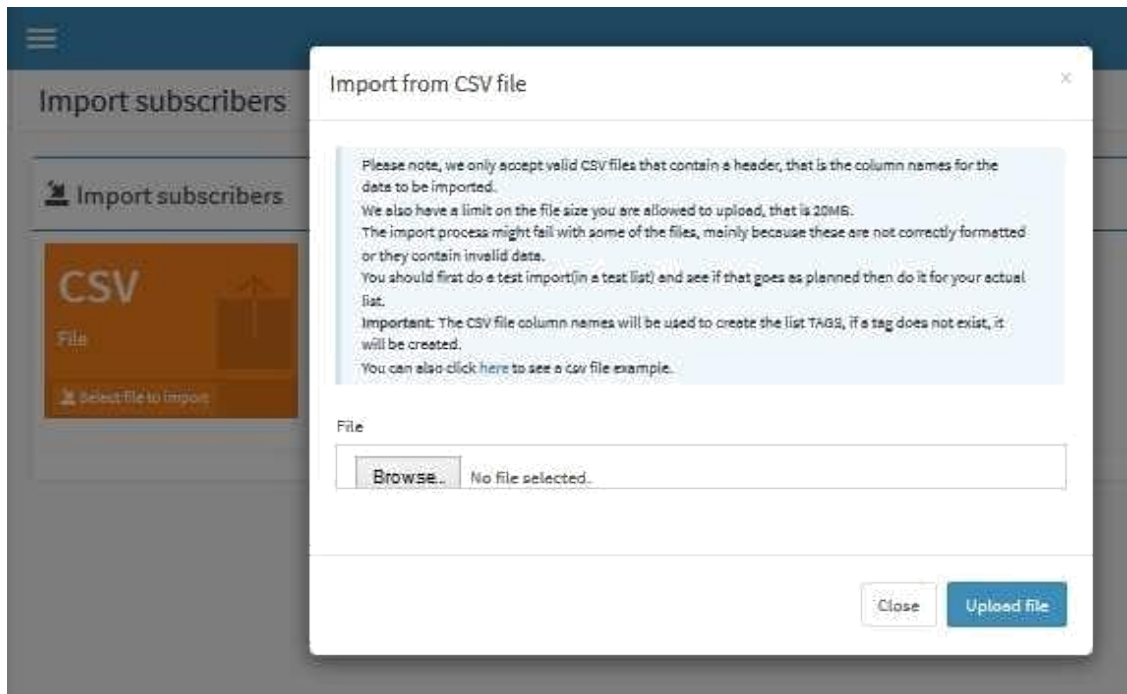 Import subscribers
Import subscribers
CSV
File
Select file to import
Import from CSV file
×
Please note, we only accept valid CSV files that contain a header, that is the column names for the
data to be imported.
We also have a limit on the file size you are allowed to upload, that is 20MB.
The import process might fail with some of the files, mainly because these are not correctly formatted
or they contain invalid data.
You should first do a test import(in a test list) and see if that goes as planned then do it for your actual
list.
Important: The CSV file column names will be used to create the list TAGS, if a tag does not exist, it
will be created.
You can also click here to see a csv file example.
File
Browse.. No file selected.
Close Upload file